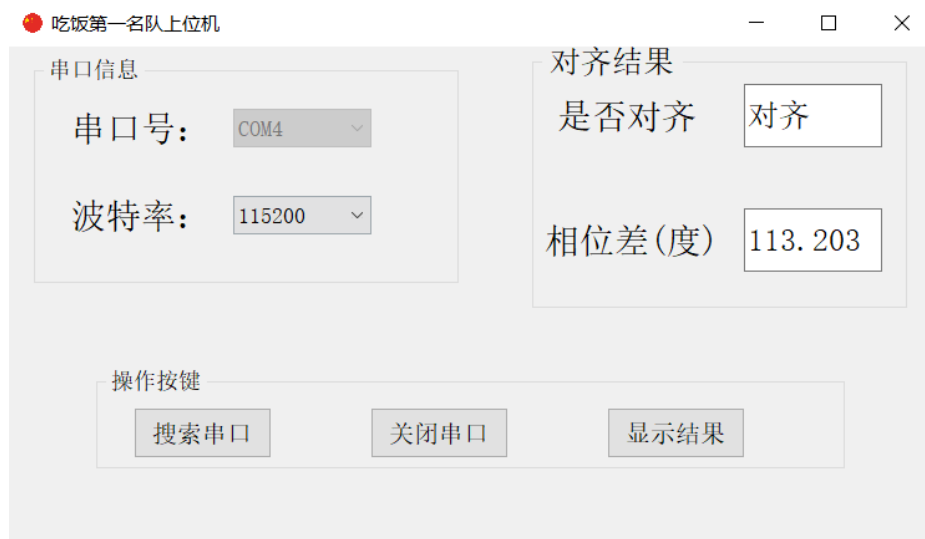 吃饭第一名队上位机
串口信息
串口号：
COM4
波特率：
115200
对齐结果
是否对齐
对齐
相位差(度)
113.203
操作按键
搜索串口
关闭串口
显示结果